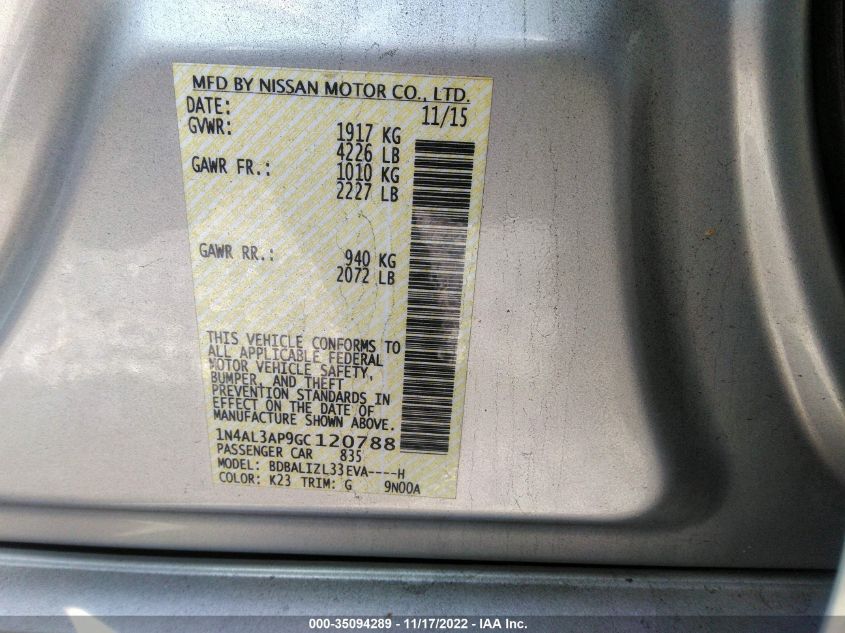 MFD BY NISSAN MOTOR CO., LTD.
DATE: 11/15
GVWR: 1917 KG
4226 LB
GAWR FR.: 1010 KG
2227 LB
GAWR RR.: 940 KG
2072 LB
THIS VEHICLE CONFORMS TO
ALL APPLICABLE FEDERAL
MOTOR VEHICLE SAFETY,
BUMPER, AND THEFT
PREVENTION STANDARDS IN
EFFECT ON THE DATE OF
MANUFACTURE SHOWN ABOVE.
1N4AL3AP9GC120788
PASSENGER CAR 835
MODEL: BDBALIZL33EVA----H
COLOR: K23 TRIM: G 9N00A
000-35094289 - 11/17/2022 - IAA Inc.